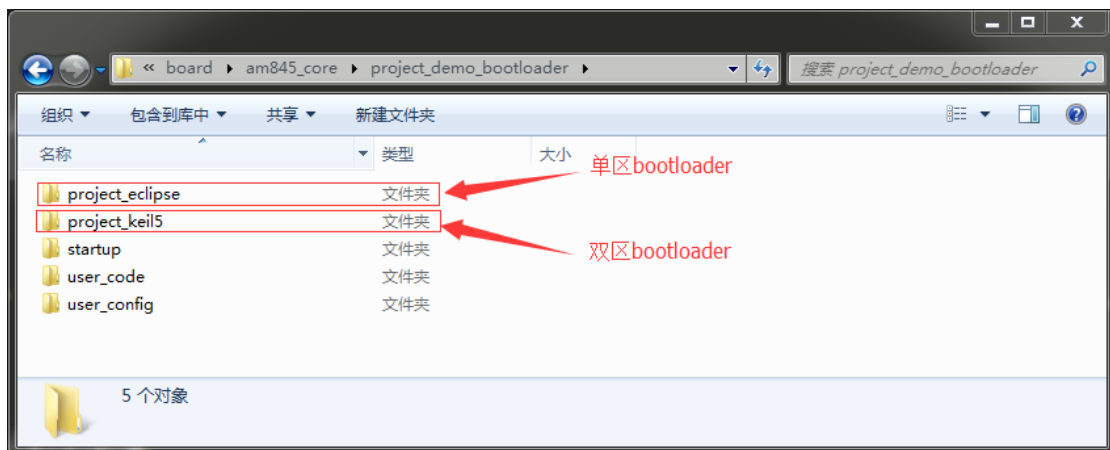 « board ▸ am845_core ▸ project_demo_bootloader ▸
搜索 project_demo_bootloader
组织 ▼ 包含到库中 ▼ 共享 ▼ 新建文件夹
名称 类型 大小
单区bootloader
project_eclipse 文件夹
project_keil5 文件夹
startup 文件夹
双区bootloader
user_code 文件夹
user_config 文件夹
5 个对象